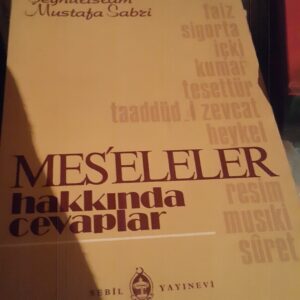 Şeyhülislam
Mustafa Sabri
faiz
sigorta
içki
kumar
tesettür
taaddüd-i zevcat
heykel
MES'ELELER
hakkında
cevaplar
resim
musıki
sûret
SEBİL YAYINEVİ